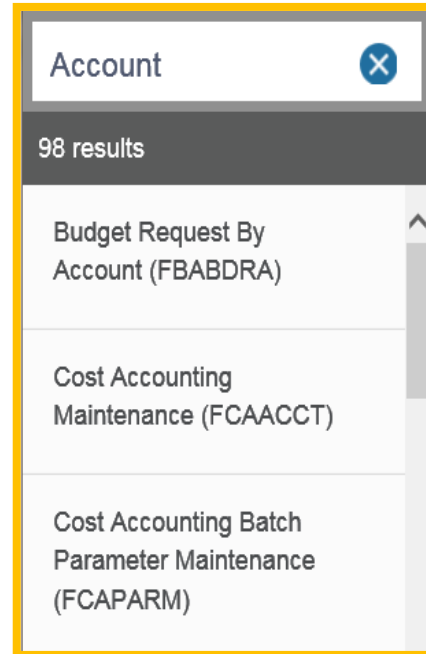 Account
98 results
Budget Request By
Account (FBABDRA)
Cost Accounting
Maintenance (FCAACCT)
Cost Accounting Batch
Parameter Maintenance
(FCAPARM)